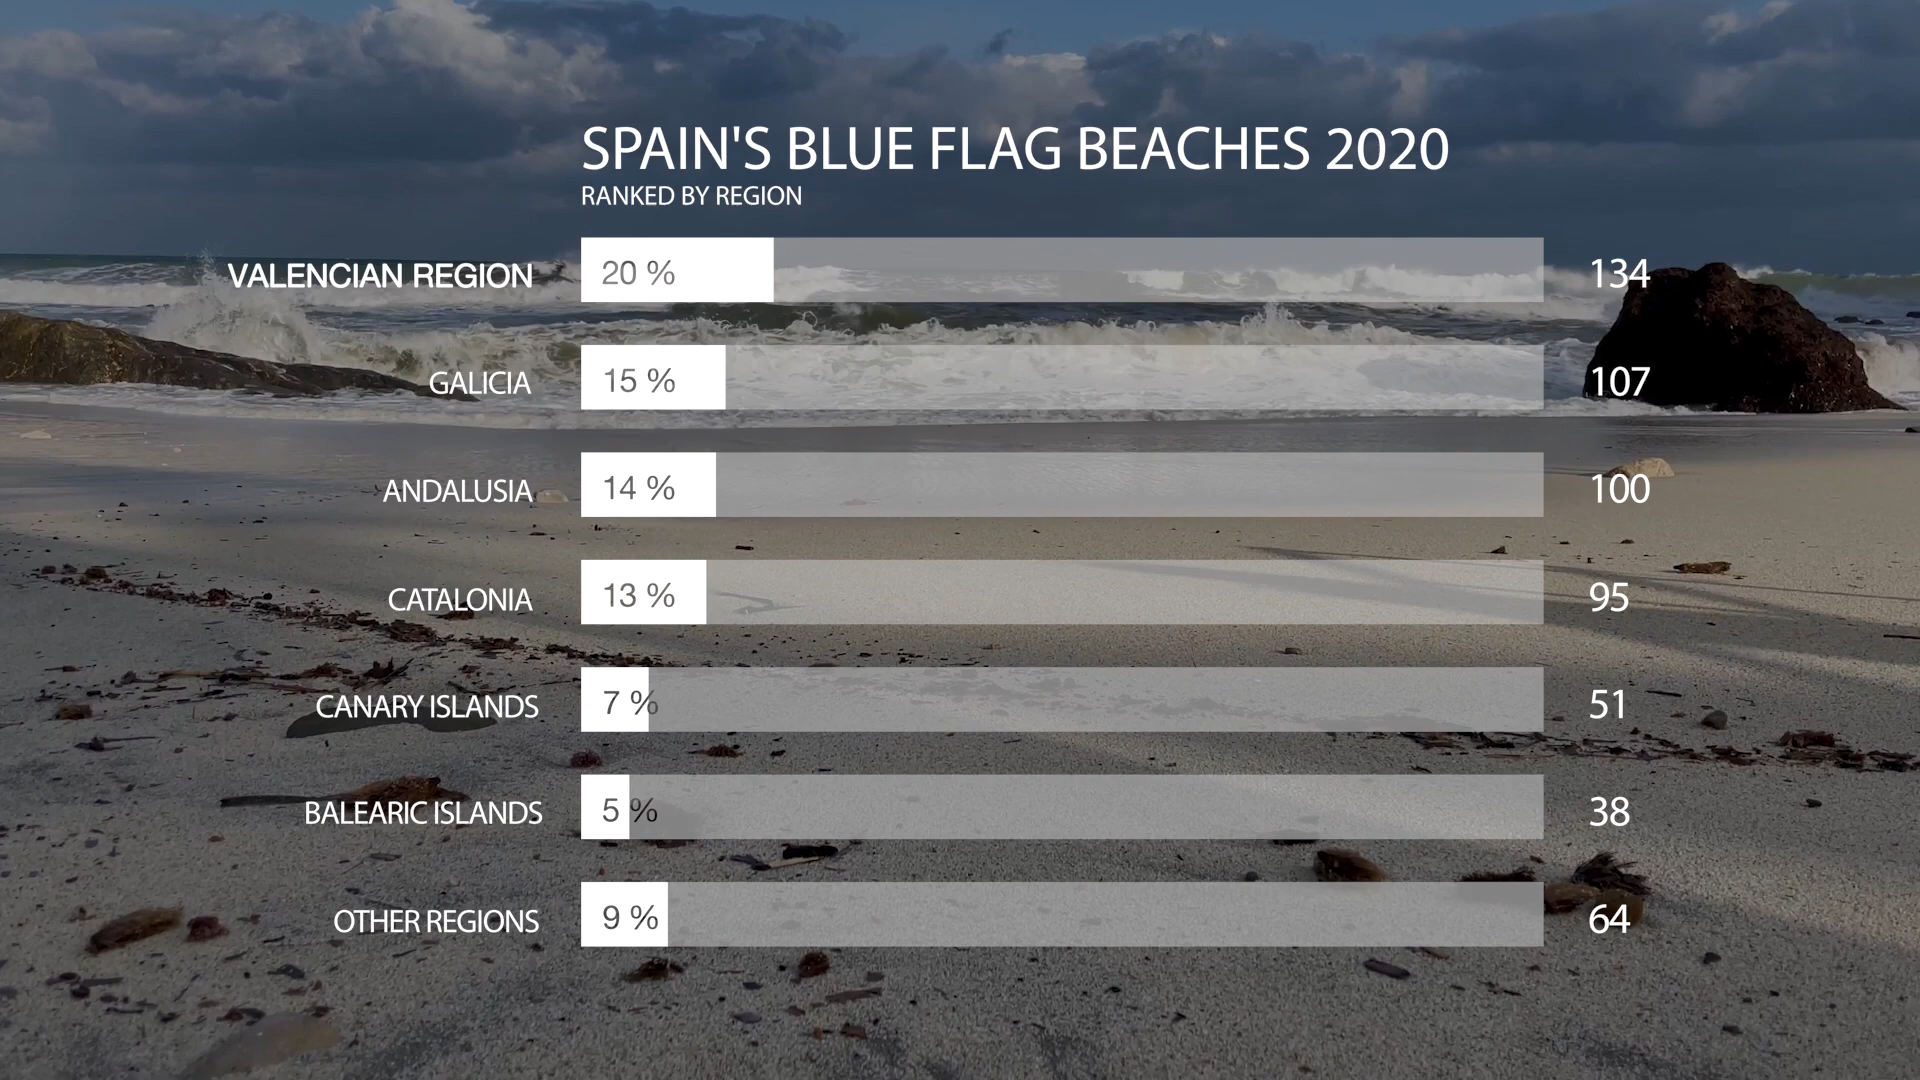 SPAIN'S BLUE FLAG BEACHES 2020
RANKED BY REGION
VALENCIAN REGION 20 % 134
GALICIA 15 % 107
ANDALUSIA 14 % 100
CATALONIA 13 % 95
CANARY ISLANDS 7 % 51
BALEARIC ISLANDS 5 % 38
OTHER REGIONS 9 % 64